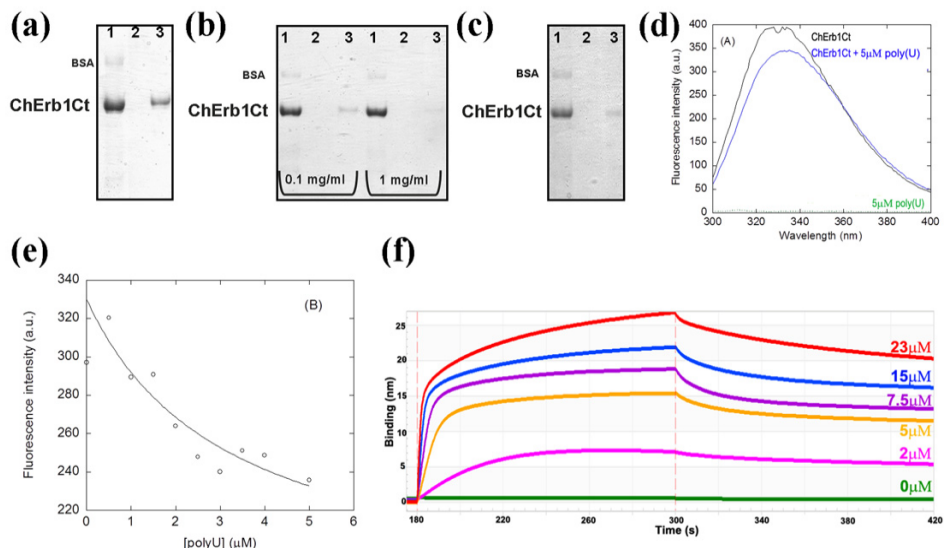 (a)
1 2 3
BSA
ChErb1Ct
(b)
1 2 3 1 2 3
BSA
ChErb1Ct
0.1 mg/ml 1 mg/ml
(c)
1 2 3
BSA
ChErb1Ct
(d)
(A)
ChErb1Ct
ChErb1Ct + 5μM poly(U)
5μM poly(U)
Fluorescence intensity (a.u.)
400
350
300
250
200
150
100
50
0
300 320 340 360 380 400
Wavelength (nm)
(e)
(B)
Fluorescence intensity (a.u.)
340
320
300
280
260
240
220
0 1 2 3 4 5 6
[polyU] (μM)
(f)
Binding (nm)
25
20
15
10
5
0
23μM
15μM
7.5μM
5μM
2μM
0μM
180 220 260 300 340 380 420
Time (s)